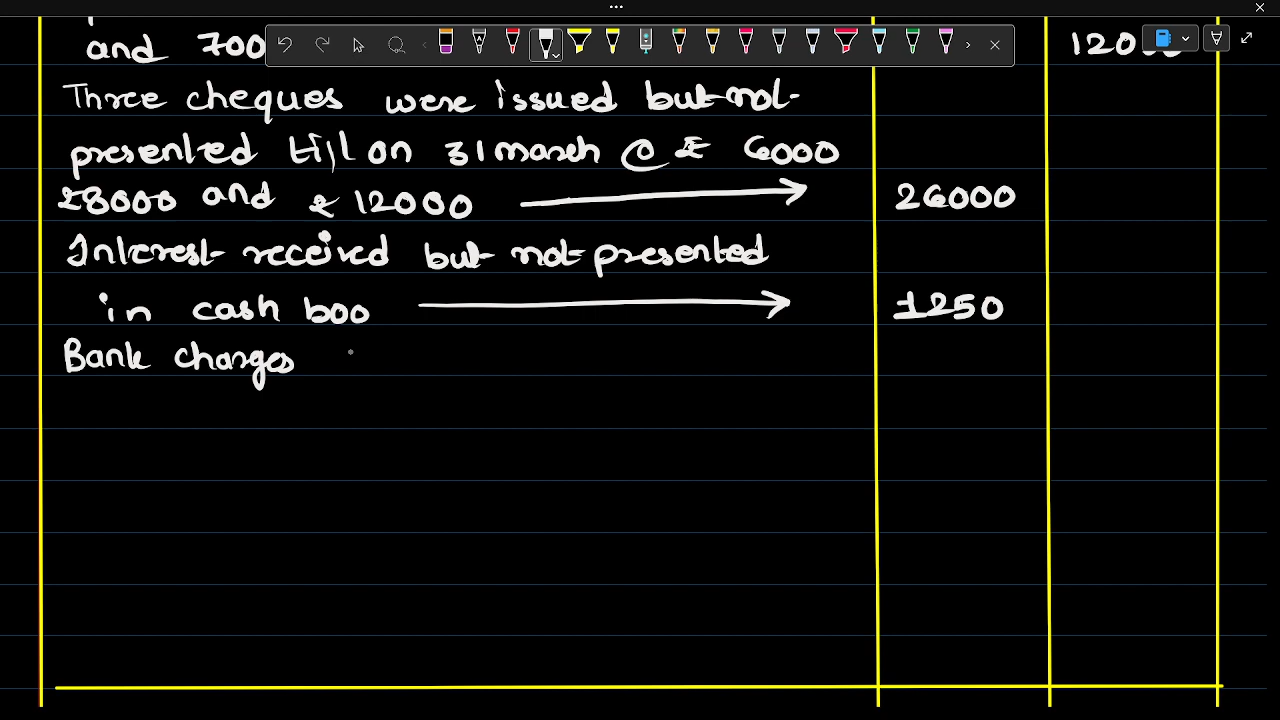 and 700
Three cheques were issued but not
presented till on 31 march @ ₹ 6000
₹8000 and ₹ 12000 → 26000
Interest received but not presented
in cash boo → 1250
Bank charges